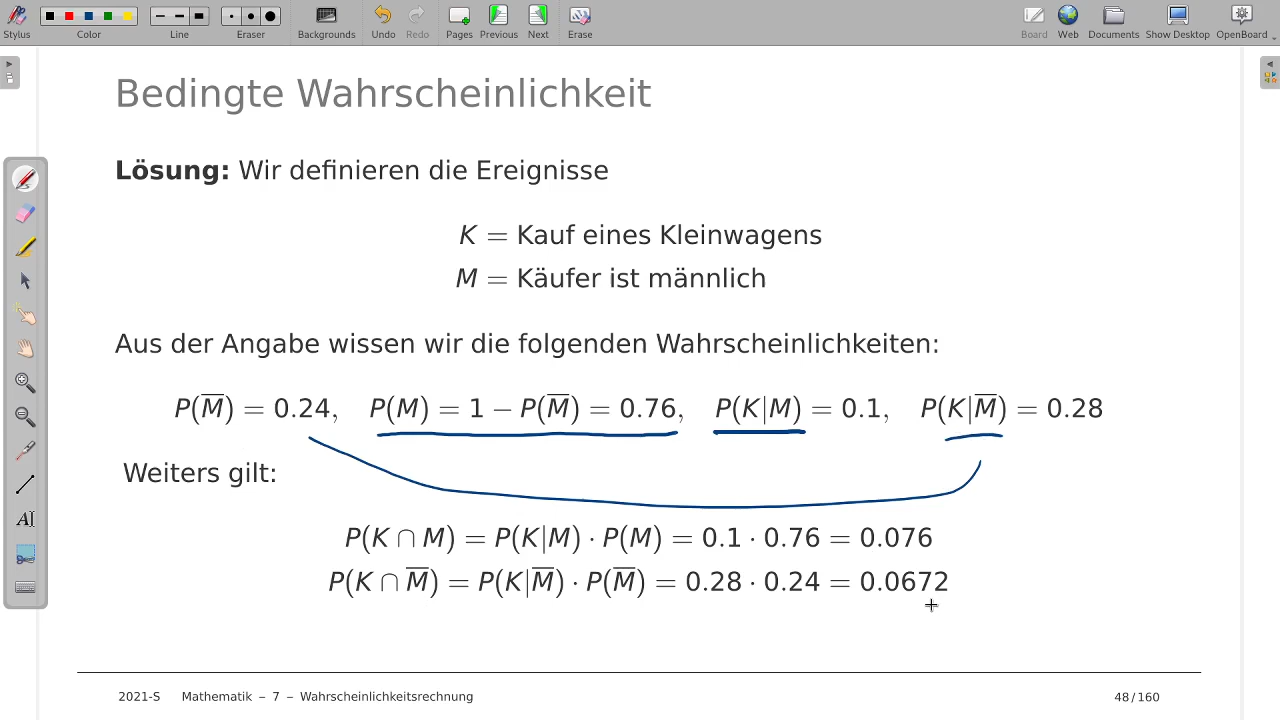 Stylus Color Line Eraser Backgrounds Undo Redo Pages Previous Next Erase Board Web Documents Show Desktop OpenBoard
Bedingte Wahrscheinlichkeit
Lösung: Wir definieren die Ereignisse
K = Kauf eines Kleinwagens
M = Käufer ist männlich
Aus der Angabe wissen wir die folgenden Wahrscheinlichkeiten:
P(M̅) = 0.24, P(M) = 1 − P(M̅) = 0.76, P(K|M) = 0.1, P(K|M̅) = 0.28
Weiters gilt:
P(K ∩ M) = P(K|M) · P(M) = 0.1 · 0.76 = 0.076
P(K ∩ M̅) = P(K|M̅) · P(M̅) = 0.28 · 0.24 = 0.0672
2021-S Mathematik – 7 – Wahrscheinlichkeitsrechnung 48/160